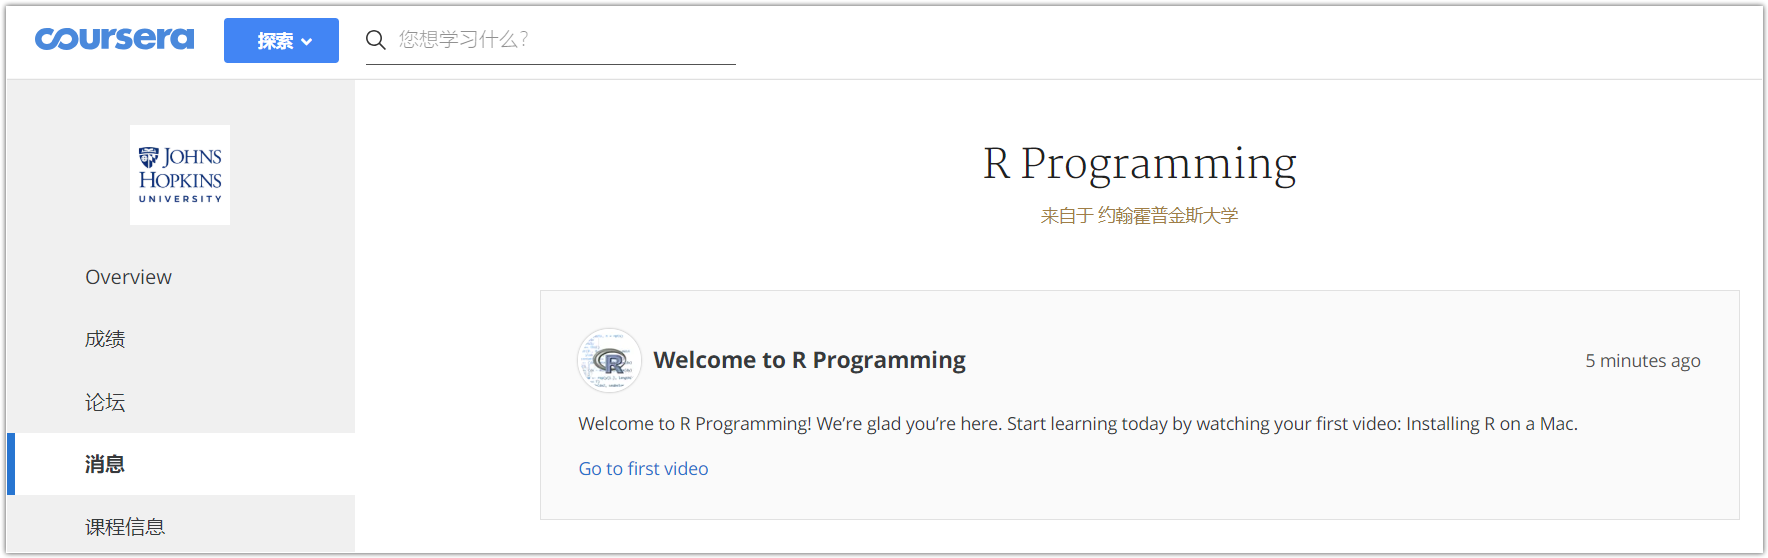 coursera
探索
您想学习什么?
JOHNS
HOPKINS
UNIVERSITY
Overview
成绩
论坛
消息
课程信息
R Programming
来自于 约翰霍普金斯大学
Welcome to R Programming
5 minutes ago
Welcome to R Programming! We’re glad you’re here. Start learning today by watching your first video: Installing R on a Mac.
Go to first video